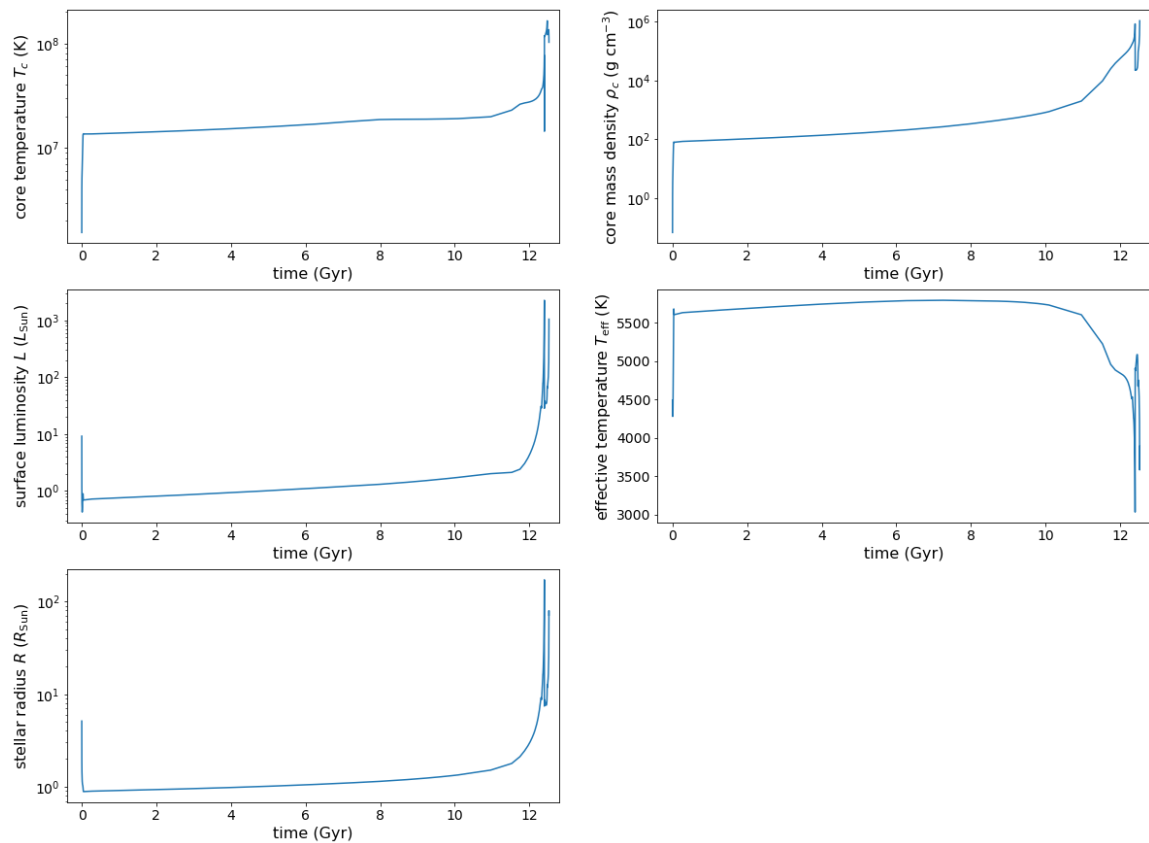 core temperature T_c (K)
10^8
10^7
0 2 4 6 8 10 12
time (Gyr)
core mass density ρ_c (g cm^−3)
10^6
10^4
10^2
10^0
0 2 4 6 8 10 12
time (Gyr)
surface luminosity L (L_Sun)
10^3
10^2
10^1
10^0
0 2 4 6 8 10 12
time (Gyr)
effective temperature T_eff (K)
5500
5000
4500
4000
3500
3000
0 2 4 6 8 10 12
time (Gyr)
stellar radius R (R_Sun)
10^2
10^1
10^0
0 2 4 6 8 10 12
time (Gyr)